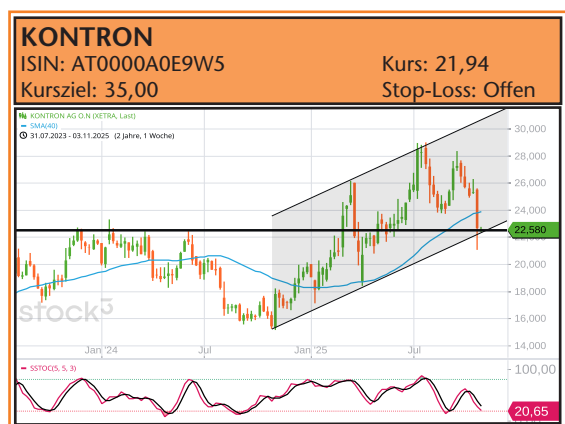 KONTRON
ISIN: AT0000A0E9W5 Kurs: 21,94
Kursziel: 35,00 Stop-Loss: Offen
KONTRON AG O.N (XETRA, Last)
SMA(40)
31.07.2023 - 03.11.2025 (2 Jahre, 1 Woche)
30,000
28,000
26,000
24,000
22,580
20,000
18,000
16,000
14,000
stock3
Jan '24 Jul Jan '25 Jul
SSTOC(5, 5, 3)
100,00
20,65